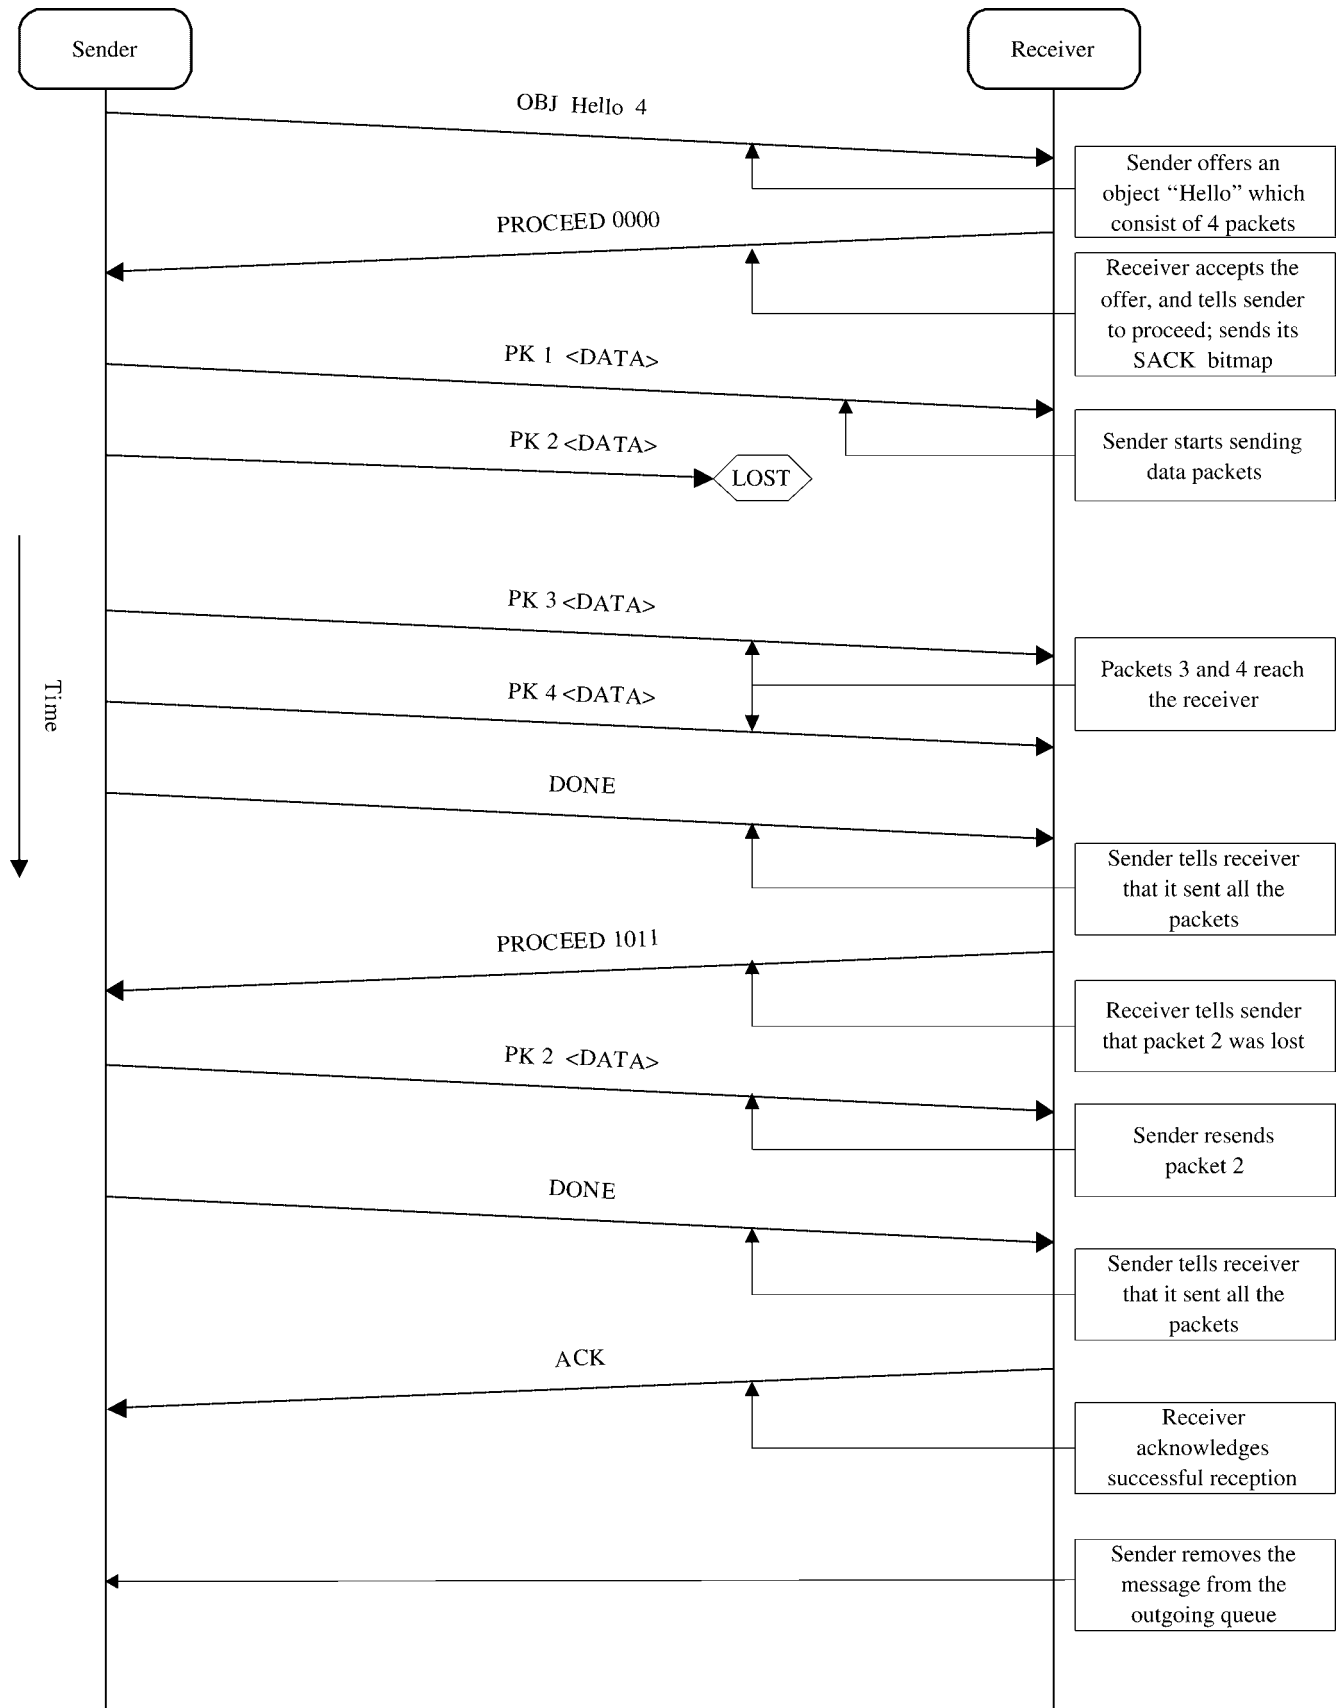 Sender
Receiver
OBJ Hello 4
Sender offers an
object “Hello” which
consist of 4 packets
PROCEED 0000
Receiver accepts the
offer, and tells sender
to proceed; sends its
SACK bitmap
PK 1 <DATA>
Sender starts sending
data packets
PK 2 <DATA>
LOST
Time
PK 3 <DATA>
Packets 3 and 4 reach
the receiver
PK 4 <DATA>
DONE
Sender tells receiver
that it sent all the
packets
PROCEED 1011
Receiver tells sender
that packet 2 was lost
PK 2 <DATA>
Sender resends
packet 2
DONE
Sender tells receiver
that it sent all the
packets
ACK
Receiver
acknowledges
successful reception
Sender removes the
message from the
outgoing queue